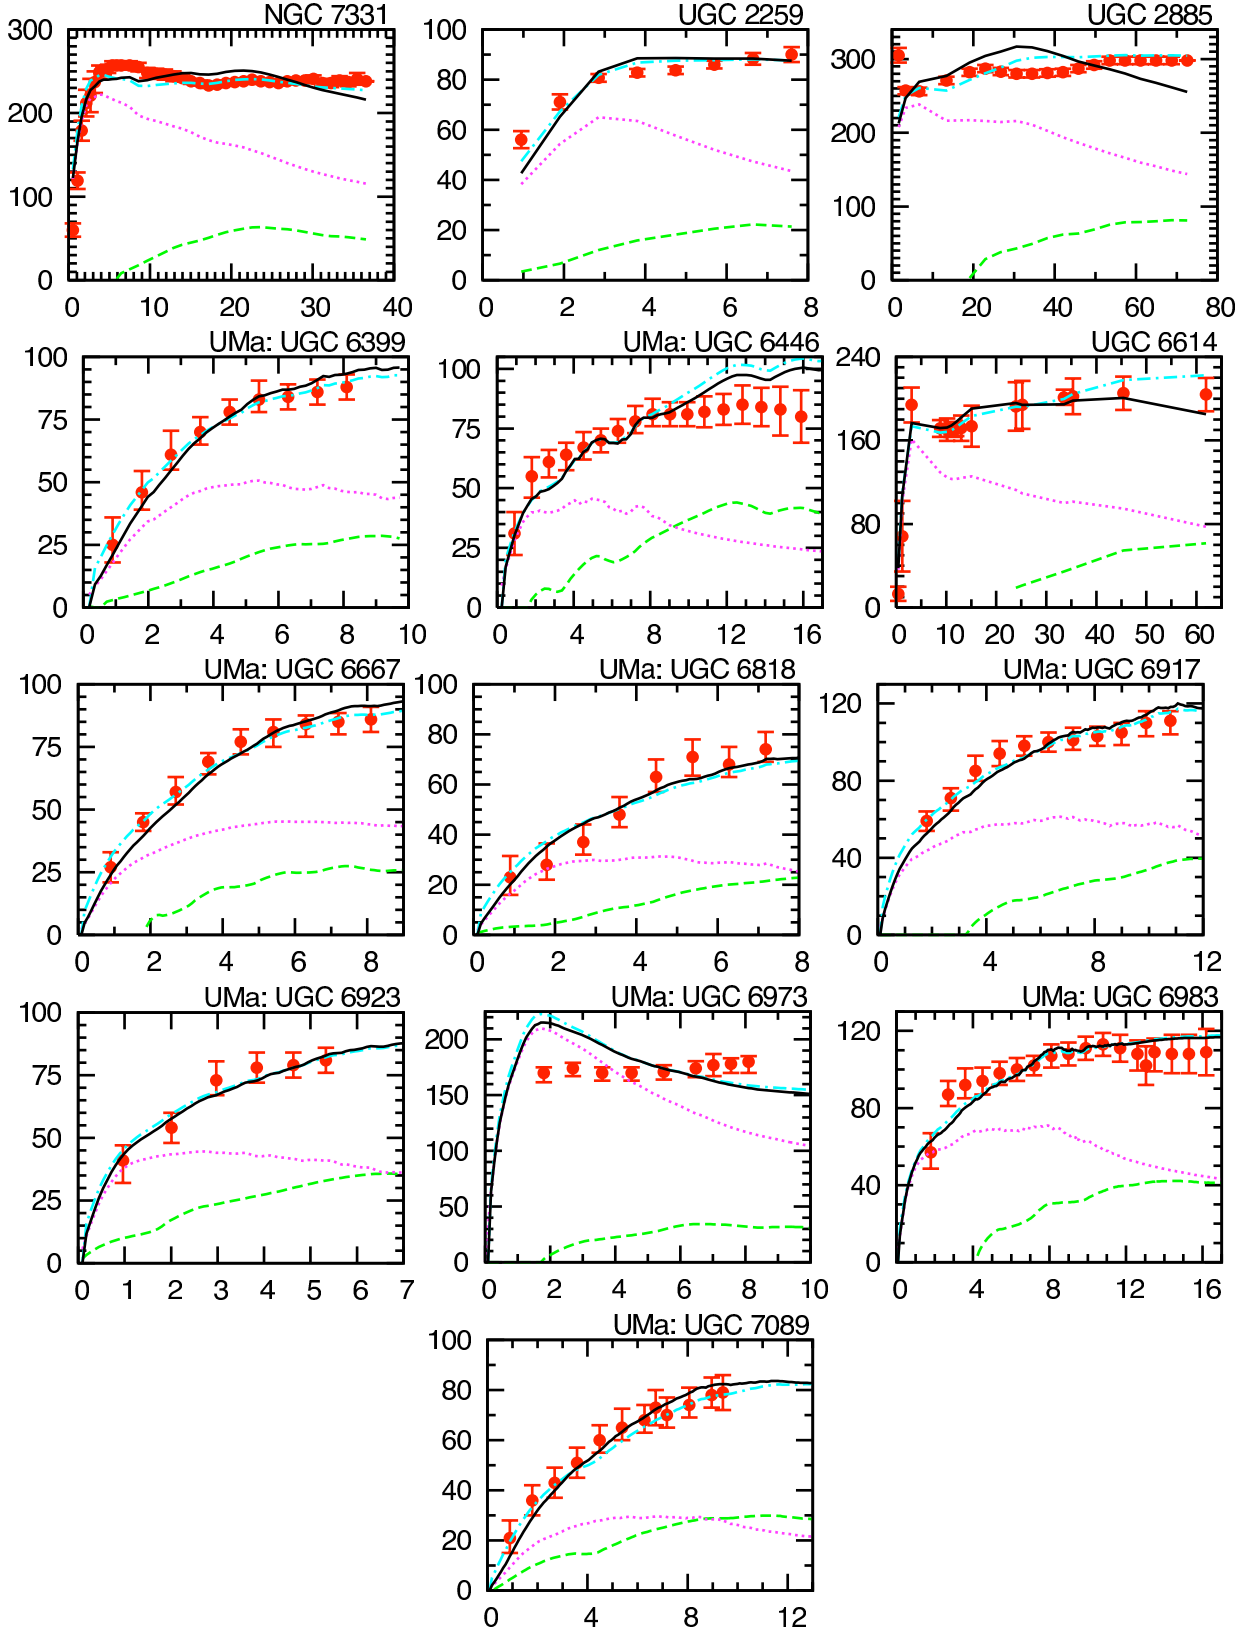 NGC 7331
UGC 2259
UGC 2885
300
200
100
0
0 10 20 30 40
100
80
60
40
20
0
0 2 4 6 8
300
200
100
0
0 20 40 60 80
UMa: UGC 6399
UMa: UGC 6446
UGC 6614
100
75
50
25
0
0 2 4 6 8 10
100
75
50
25
0
0 4 8 12 16
240
160
80
0
0 10 20 30 40 50 60
UMa: UGC 6667
UMa: UGC 6818
UMa: UGC 6917
100
75
50
25
0
0 2 4 6 8
100
80
60
40
20
0
0 2 4 6 8
120
80
40
0
0 4 8 12
UMa: UGC 6923
UMa: UGC 6973
UMa: UGC 6983
100
75
50
25
0
0 1 2 3 4 5 6 7
200
150
100
50
0
0 2 4 6 8 10
120
80
40
0
0 4 8 12 16
UMa: UGC 7089
100
80
60
40
20
0
0 4 8 12